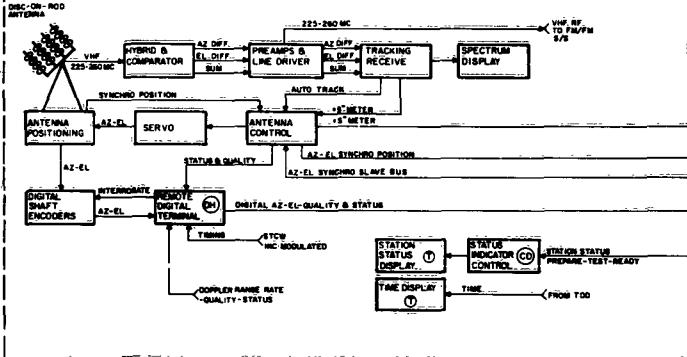 DISC-ON-ROD
ANTENNA
225-260 MC
VHF RF
TO FM/FM
S/S
VHF
225-260MC
HYBRID &
COMPARATOR
AZ DIFF
EL DIFF
SUM
PREAMPS &
LINE DRIVER
AZ DIFF
EL DIFF
SUM
TRACKING
RECEIVE
SPECTRUM
DISPLAY
SYNCHRO POSITION
AUTO TRACK
"S" METER
"S" METER
ANTENNA
POSITIONING
AZ-EL
SERVO
ANTENNA
CONTROL
AZ-EL SYNCHRO POSITION
STATUS & QUALITY
AZ-EL SYNCHRO SLAVE BUS
AZ-EL
DIGITAL
SHAFT
ENCODERS
INTERROGATE
AZ-EL
REMOTE
DIGITAL
TERMINAL
DH
DIGITAL AZ-EL-QUALITY & STATUS
TIMING
STCW
1KC-MODULATED
STATION
STATUS
DISPLAY
T
STATUS
INDICATOR
CONTROL
CD
STATION STATUS
PREPARE-TEST-READY
DOPPLER RANGE RATE
-QUALITY-STATUS
TIME DISPLAY
T
TIME
FROM TDD